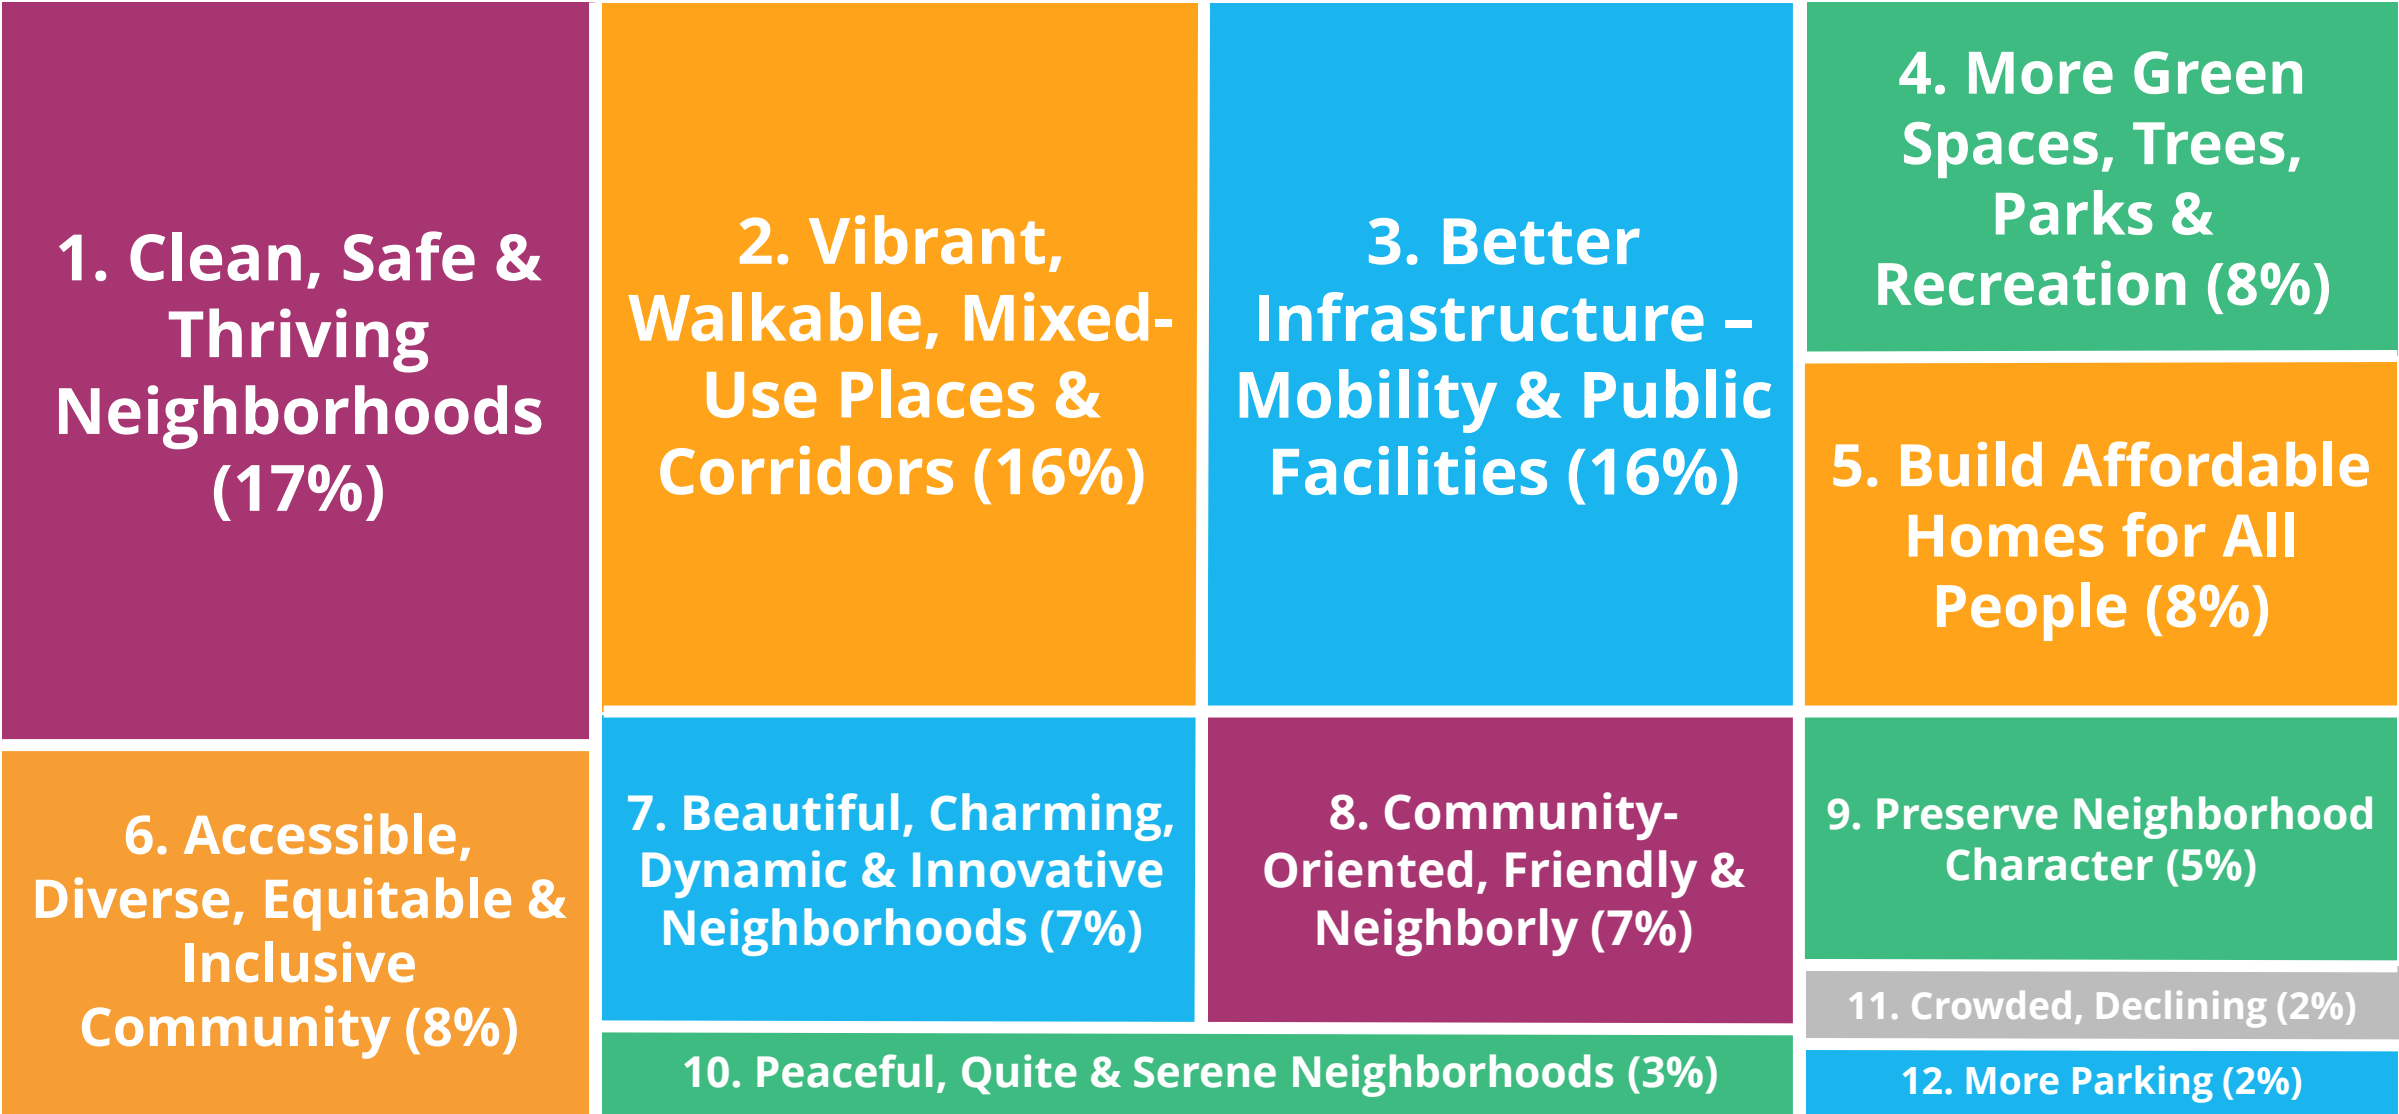 1. Clean, Safe &
Thriving
Neighborhoods
(17%)
2. Vibrant,
Walkable, Mixed-
Use Places &
Corridors (16%)
3. Better
Infrastructure –
Mobility & Public
Facilities (16%)
4. More Green
Spaces, Trees,
Parks &
Recreation (8%)
5. Build Affordable
Homes for All
People (8%)
6. Accessible,
Diverse, Equitable &
Inclusive
Community (8%)
7. Beautiful, Charming,
Dynamic & Innovative
Neighborhoods (7%)
8. Community-
Oriented, Friendly &
Neighborly (7%)
9. Preserve Neighborhood
Character (5%)
10. Peaceful, Quite & Serene Neighborhoods (3%)
11. Crowded, Declining (2%)
12. More Parking (2%)